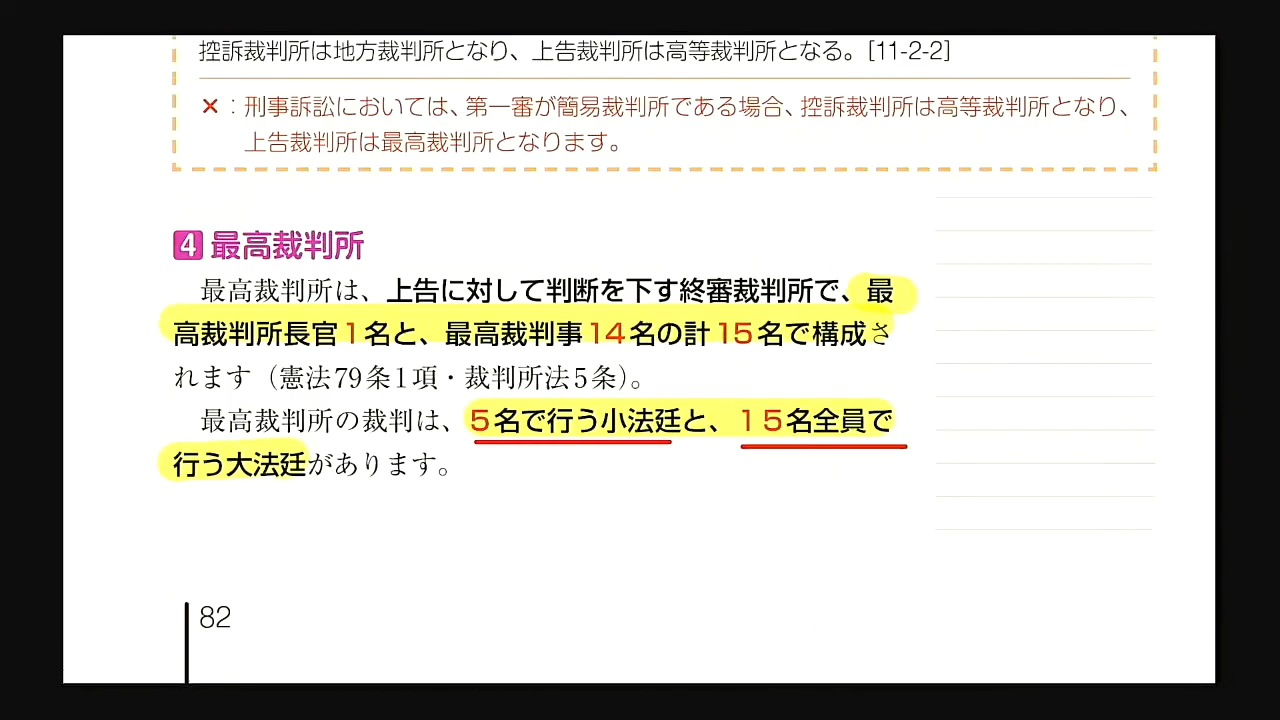 控訴裁判所は地方裁判所となり、上告裁判所は高等裁判所となる。[11-2-2]
×：刑事訴訟においては、第一審が簡易裁判所である場合、控訴裁判所は高等裁判所となり、
上告裁判所は最高裁判所となります。
4 最高裁判所
最高裁判所は、上告に対して判断を下す終審裁判所で、最
高裁判所長官1名と、最高裁判事14名の計15名で構成さ
れます（憲法79条1項・裁判所法5条）。
最高裁判所の裁判は、5名で行う小法廷と、15名全員で
行う大法廷があります。
82